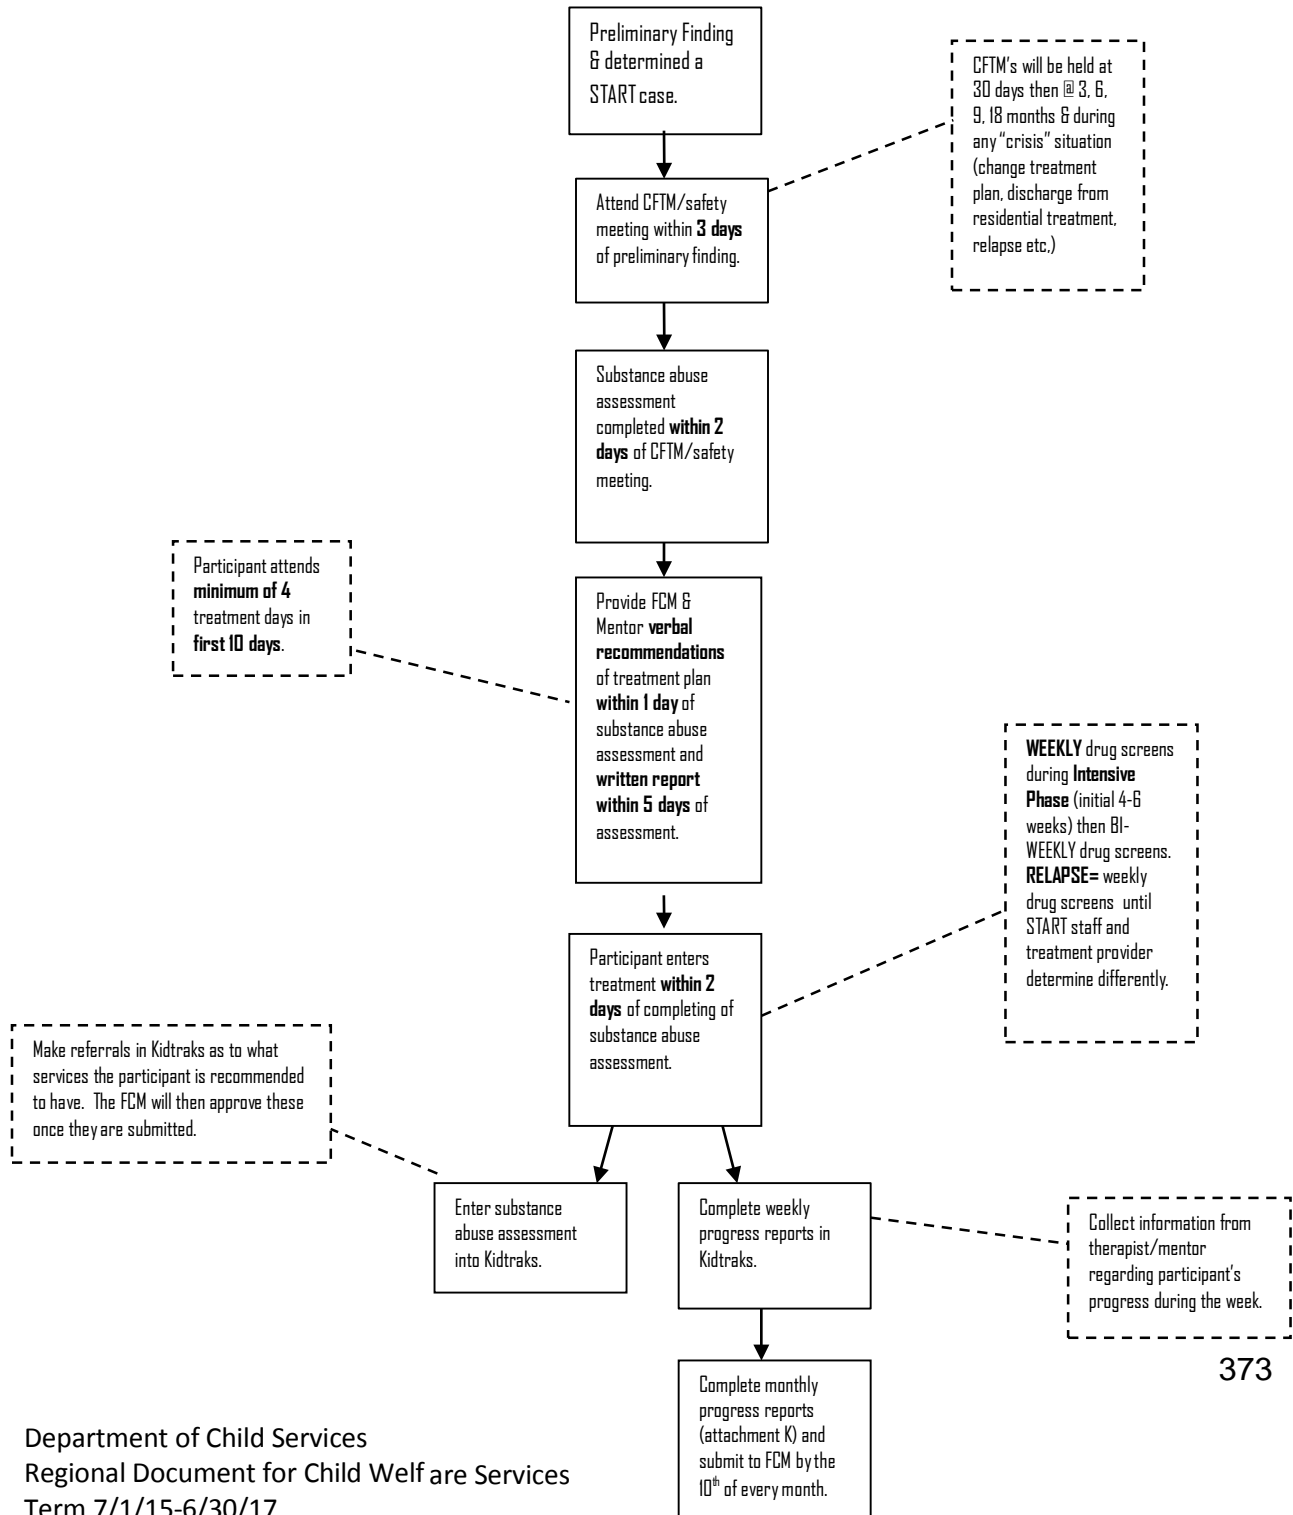 Preliminary Finding
& determined a
START case.
CFTM's will be held at
30 days then @ 3, 6,
9, 18 months & during
any "crisis" situation
(change treatment
plan, discharge from
residential treatment,
relapse etc,)
Attend CFTM/safety
meeting within 3 days
of preliminary finding.
Substance abuse
assessment
completed within 2
days of CFTM/safety
meeting.
Participant attends
minimum of 4
treatment days in
first 10 days.
Provide FCM &
Mentor verbal
recommendations
of treatment plan
within 1 day of
substance abuse
assessment and
written report
within 5 days of
assessment.
WEEKLY drug screens
during Intensive
Phase (initial 4-6
weeks) then BI-
WEEKLY drug screens.
RELAPSE= weekly
drug screens until
START staff and
treatment provider
determine differently.
Participant enters
treatment within 2
days of completing of
substance abuse
assessment.
Make referrals in Kidtraks as to what
services the participant is recommended
to have. The FCM will then approve these
once they are submitted.
Enter substance
abuse assessment
into Kidtraks.
Complete weekly
progress reports in
Kidtraks.
Collect information from
therapist/mentor
regarding participant's
progress during the week.
Complete monthly
progress reports
(attachment K) and
submit to FCM by the
10th of every month.
373
Department of Child Services
Regional Document for Child Welf are Services
Term 7/1/15-6/30/17